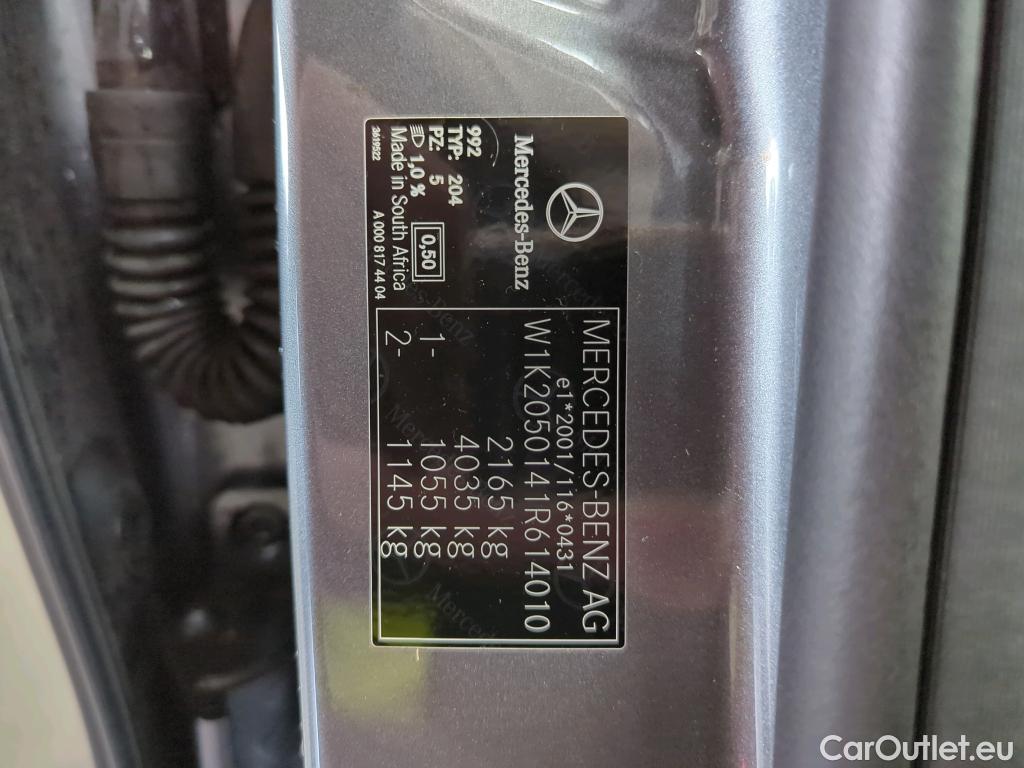 Mercedes-Benz
992
TYP: 204
PZ: 5
1,0 %
0,50
Made in South Africa
3619522
A 000 817 44 04
MERCEDES-BENZ AG
e1*2001/116*0431
W1K2050141R614010
2165 kg
4035 kg
1- 1055 kg
2- 1145 kg
CarOutlet.eu